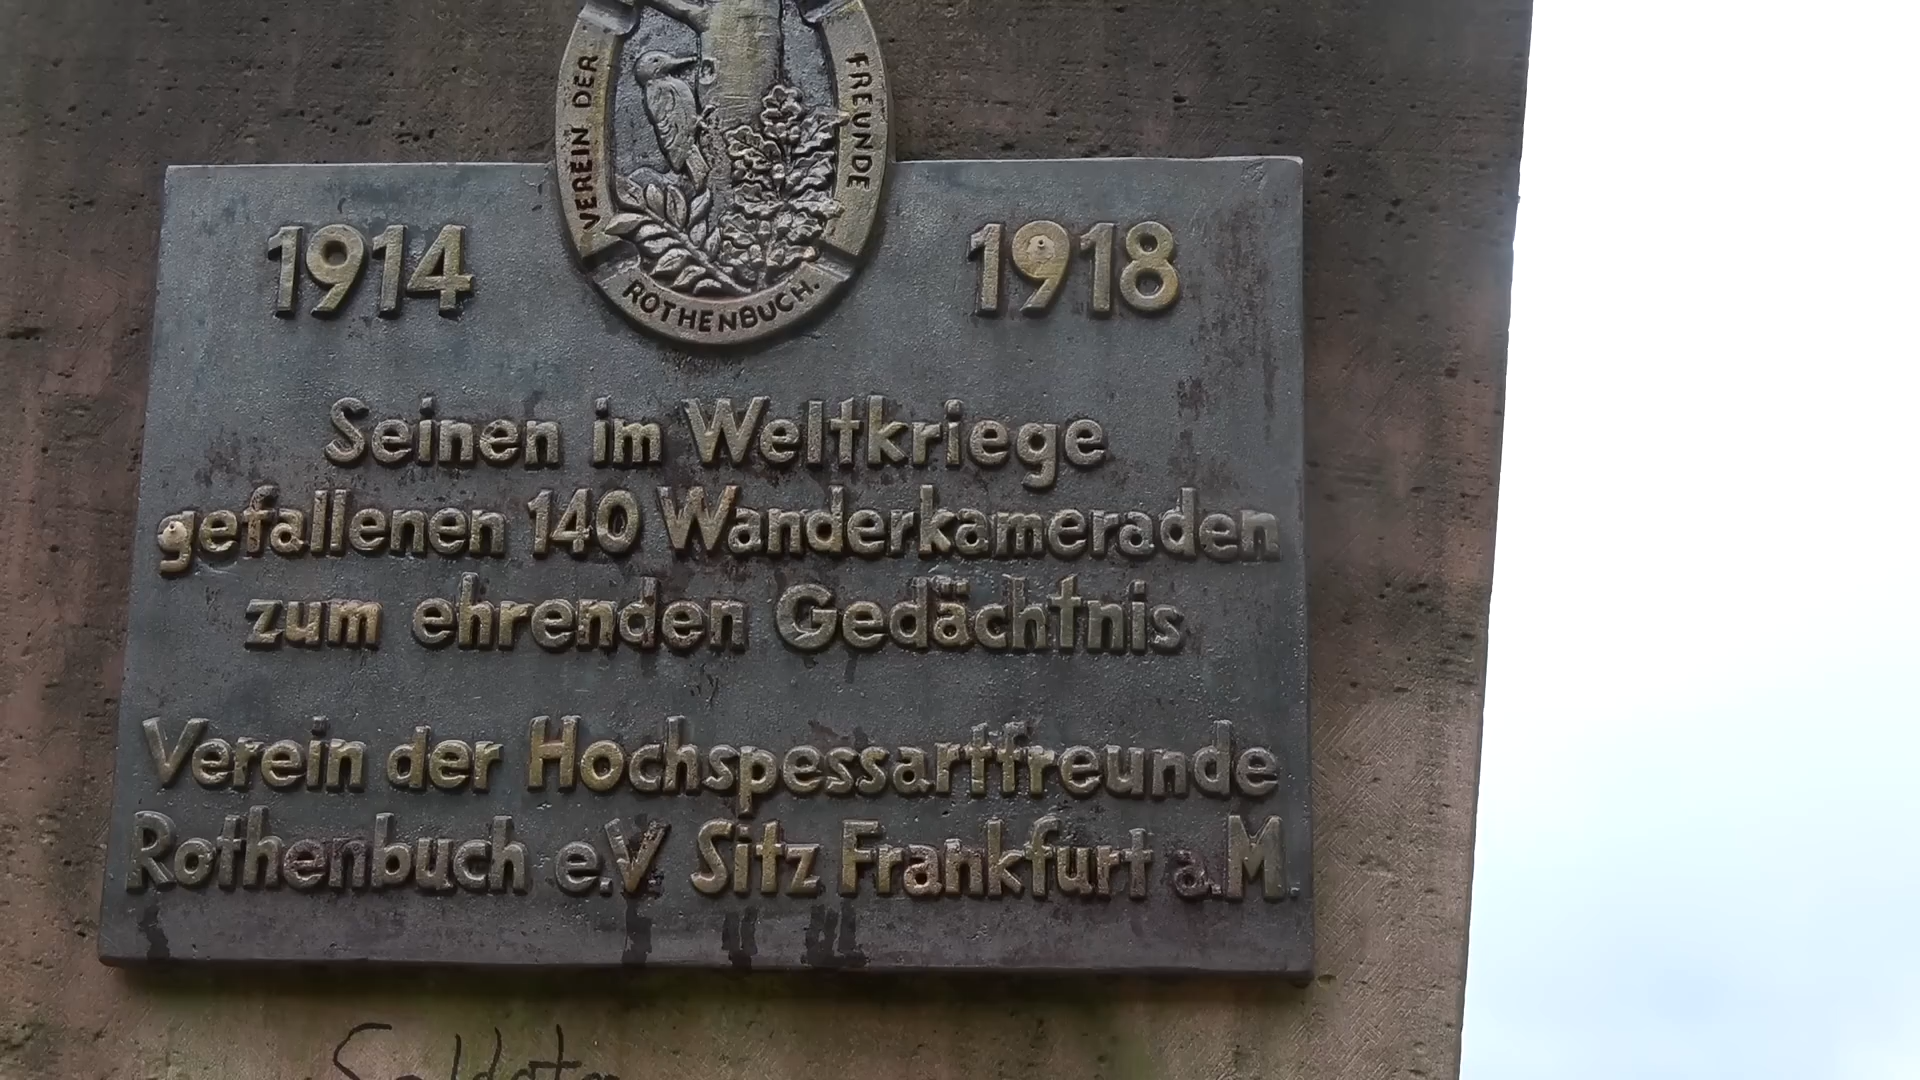 VEREIN DER
FREUNDE
ROTHENBUCH.
1914
1918
Seinen im Weltkriege
gefallenen 140 Wanderkameraden
zum ehrenden Gedächtnis
Verein der Hochspessartfreunde
Rothenbuch e.V. Sitz Frankfurt a.M.